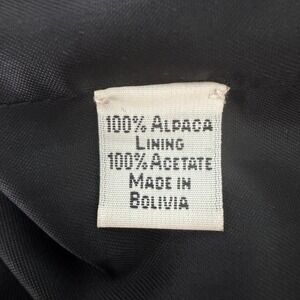 100% ALPACA
LINING
100% ACETATE
MADE IN
BOLIVIA